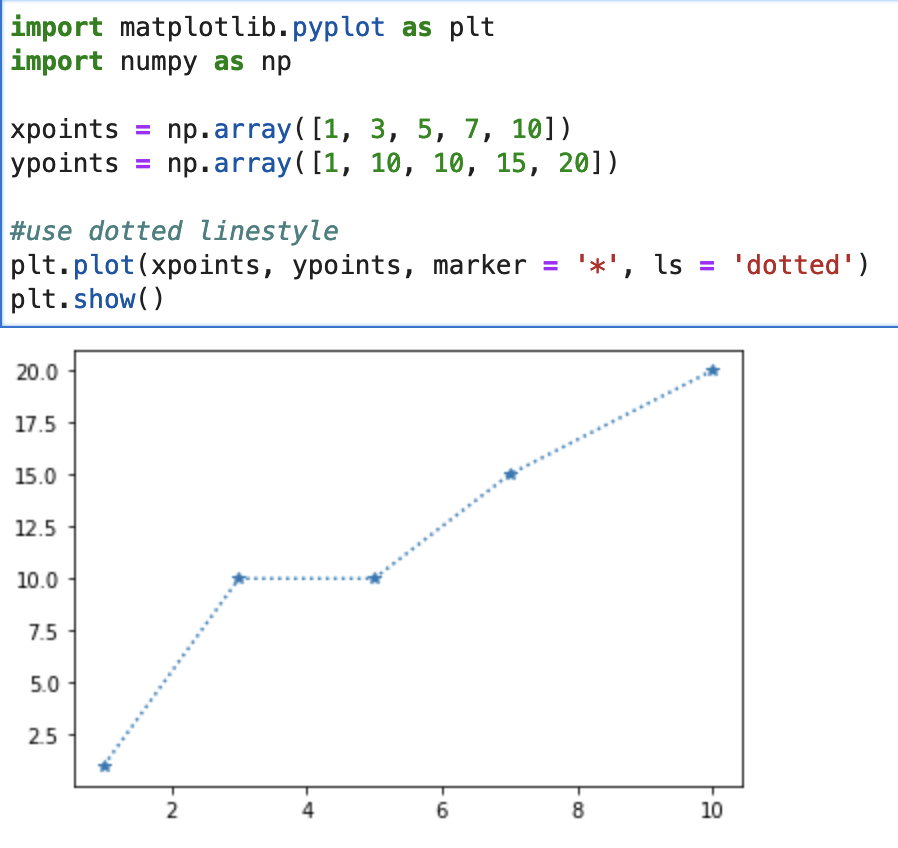 import matplotlib.pyplot as plt
import numpy as np
xpoints = np.array([1, 3, 5, 7, 10])
ypoints = np.array([1, 10, 10, 15, 20])
#use dotted linestyle
plt.plot(xpoints, ypoints, marker = '*', ls = 'dotted')
plt.show()
20.0
17.5
15.0
12.5
10.0
7.5
5.0
2.5
2 4 6 8 10